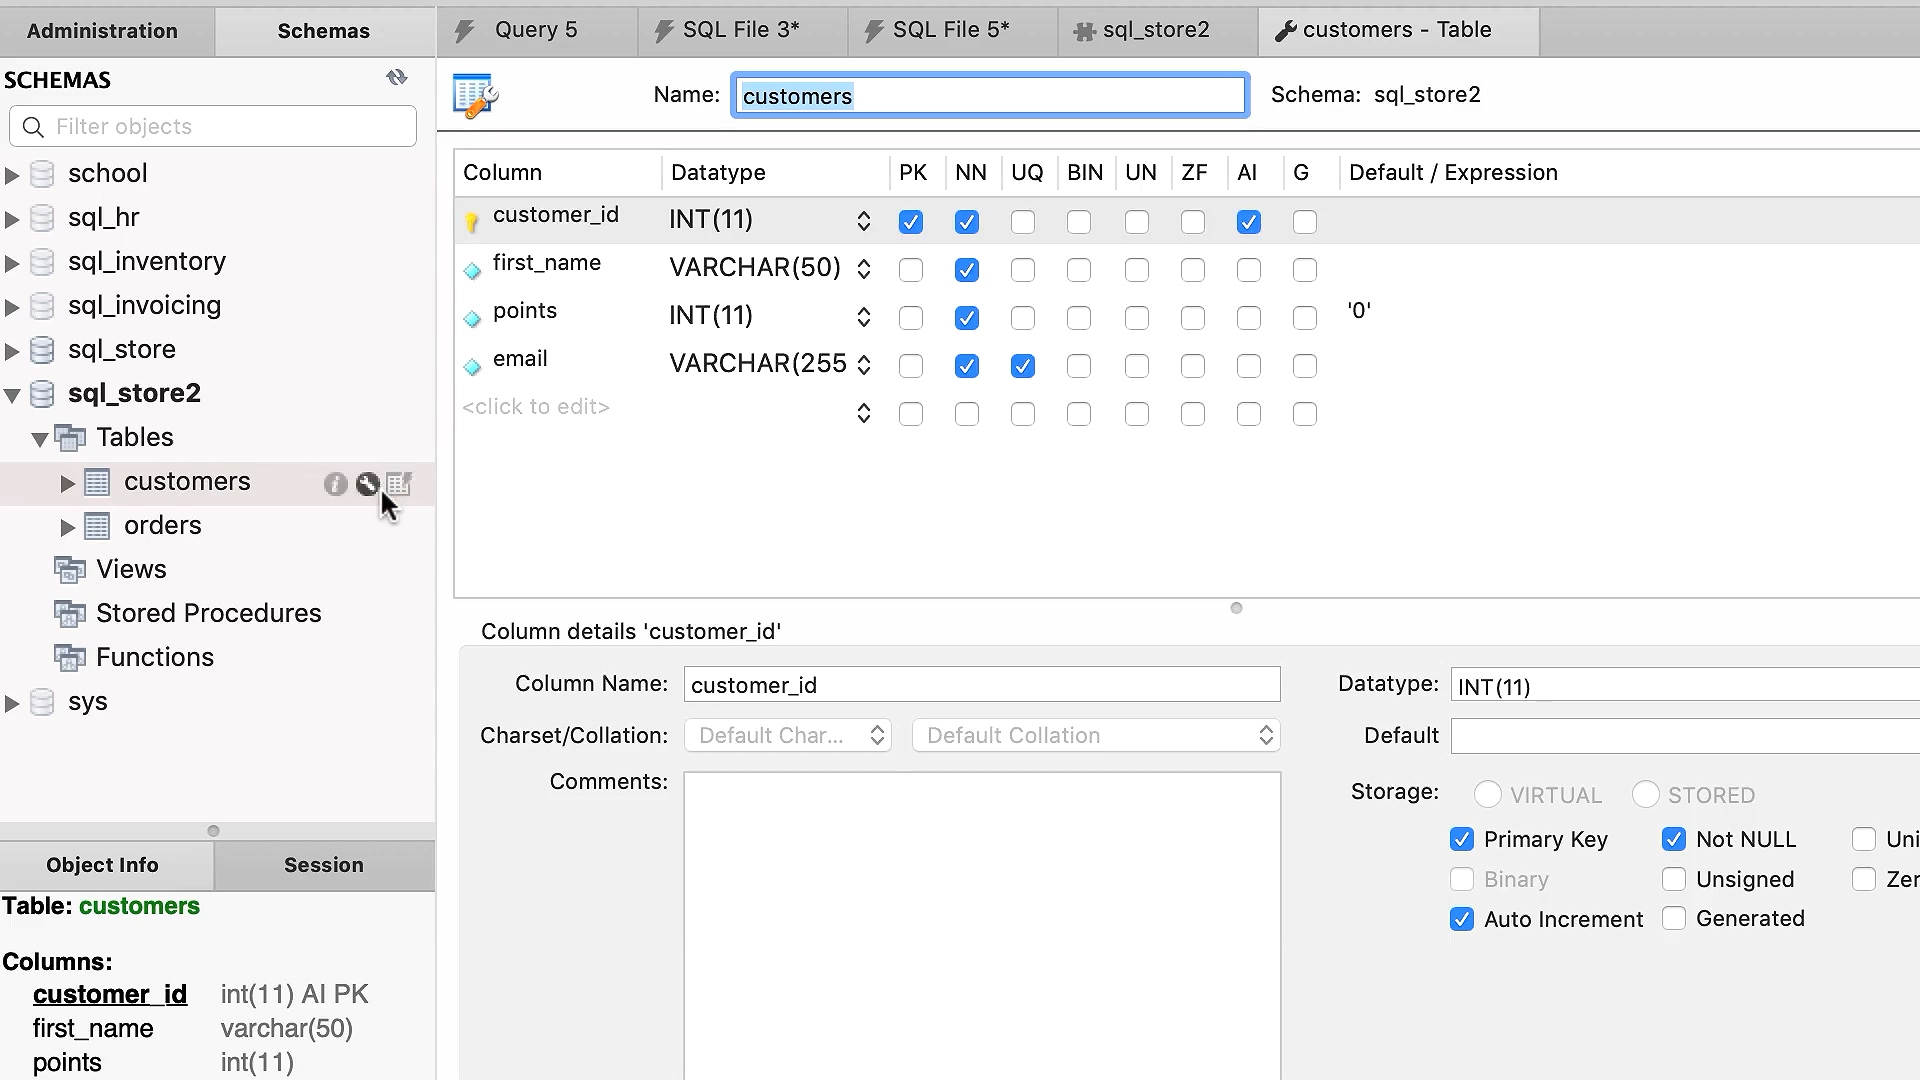 Administration
Schemas
Query 5
SQL File 3*
SQL File 5*
sql_store2
customers - Table
SCHEMAS
Filter objects
school
sql_hr
sql_inventory
sql_invoicing
sql_store
sql_store2
Tables
customers
orders
Views
Stored Procedures
Functions
sys
Object Info
Session
Table: customers
Columns:
customer_id int(11) AI PK
first_name varchar(50)
points int(11)
Name: customers
Schema: sql_store2
Column Datatype PK NN UQ BIN UN ZF AI G Default / Expression
customer_id INT(11)
first_name VARCHAR(50)
points INT(11) '0'
email VARCHAR(255
<click to edit>
Column details 'customer_id'
Column Name: customer_id
Datatype: INT(11)
Charset/Collation: Default Char... Default Collation
Default
Comments:
Storage: VIRTUAL STORED
Primary Key Not NULL Uni
Binary Unsigned Zer
Auto Increment Generated